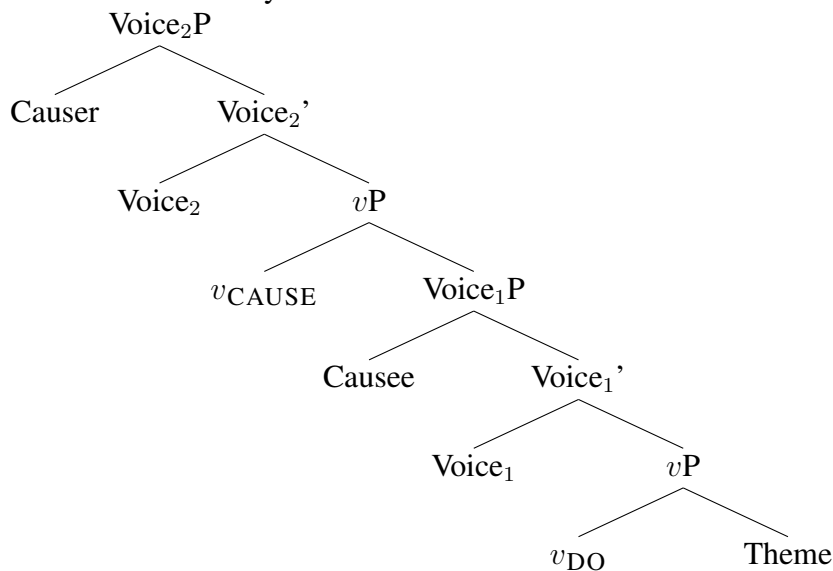 Voice₂P
Causer Voice₂’
Voice₂ vP
v_CAUSE Voice₁P
Causee Voice₁’
Voice₁ vP
v_DO Theme